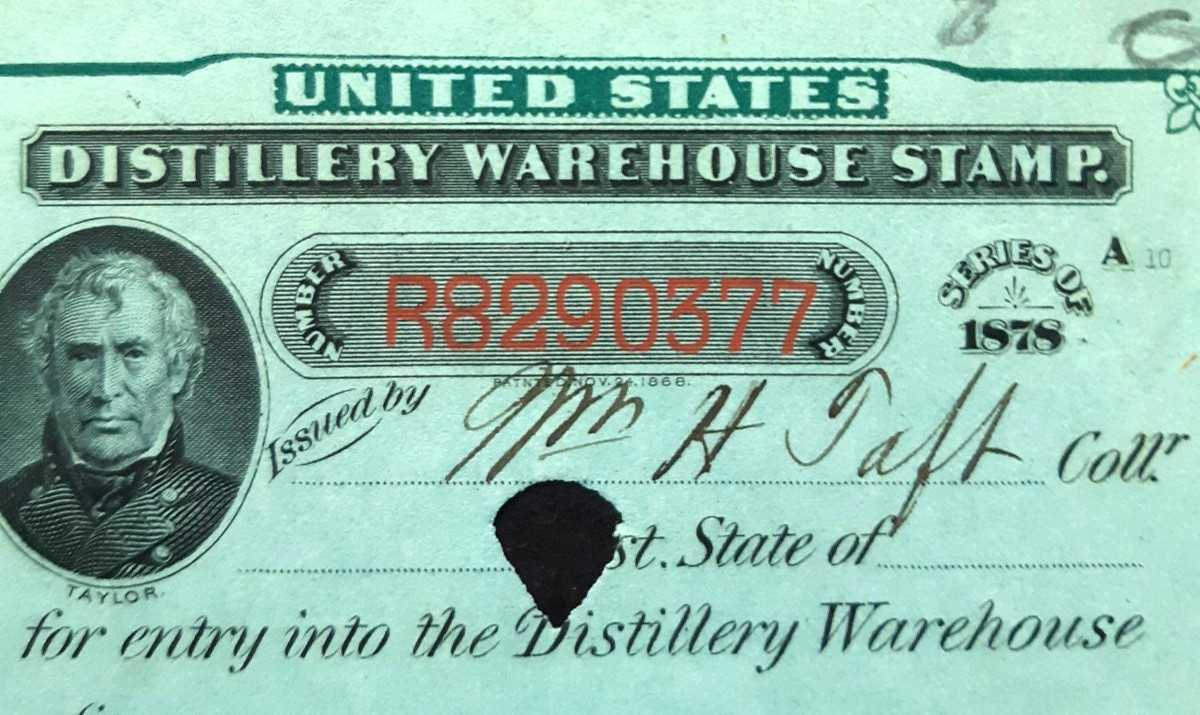 UNITED STATES
DISTILLERY WAREHOUSE STAMP.
NUMBER R8290377 NUMBER
SERIES OF 1878
A 10
PATNTED NOV. 24. 1868.
Issued by Wm H Taft Coll.r
st. State of
TAYLOR.
for entry into the Distillery Warehouse